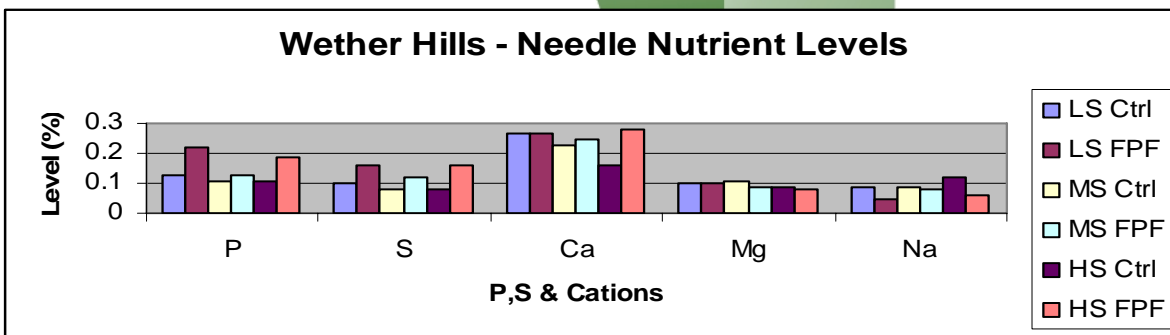 Wether Hills - Needle Nutrient Levels
Level (%)
0.3
0.2
0.1
0
P S Ca Mg Na
P,S & Cations
LS Ctrl
LS FPF
MS Ctrl
MS FPF
HS Ctrl
HS FPF